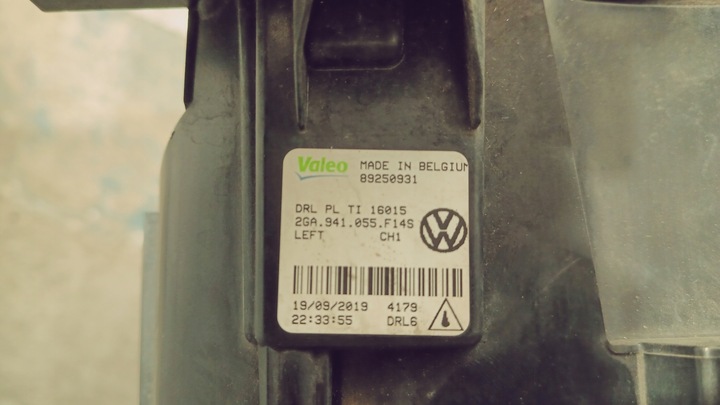 Valeo MADE IN BELGIUM
89250931
DRL PL TI 16015
2GA.941.055.F14S
LEFT CH1
19/09/2019 4179
22:33:55 DRL6